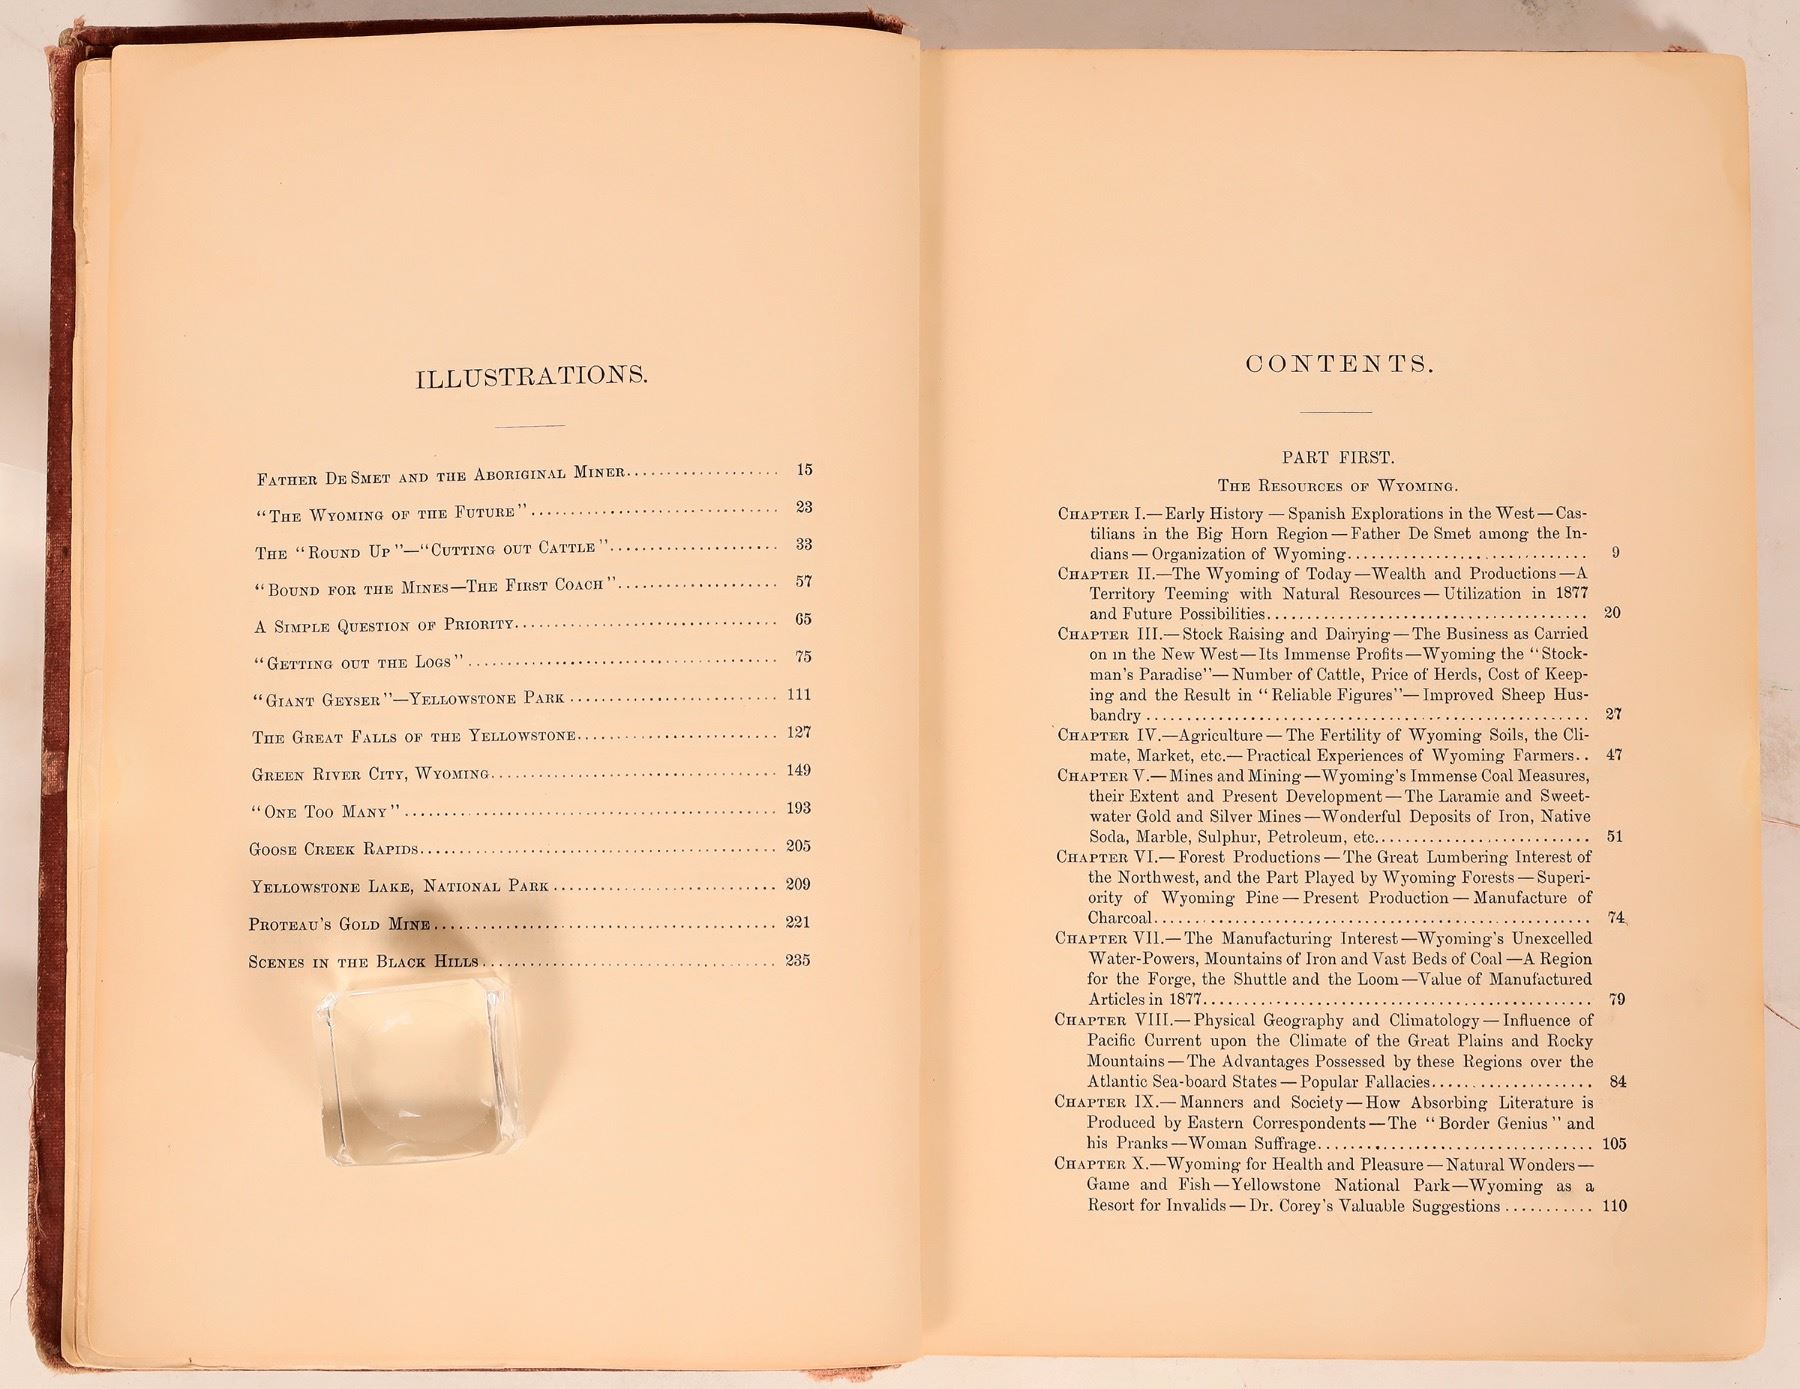 ILLUSTRATIONS.
Father De Smet and the Aboriginal Miner................... 15
"The Wyoming of the Future"................................ 23
The "Round Up"—"Cutting out Cattle"...................... 33
"Bound for the Mines—The First Coach"..................... 57
A Simple Question of Priority................................... 65
"Getting out the Logs"........................................ 75
"Giant Geyser"—Yellowstone Park........................... 111
The Great Falls of the Yellowstone......................... 127
Green River City, Wyoming..................................... 149
"One Too Many"................................................ 193
Goose Creek Rapids.............................................. 205
Yellowstone Lake, National Park............................. 209
Proteau's Gold Mine............................................ 221
Scenes in the Black Hills...................................... 235
CONTENTS.
PART FIRST.
The Resources of Wyoming.
Chapter I.—Early History—Spanish Explorations in the West—Cas-
tilians in the Big Horn Region—Father De Smet among the In-
dians—Organization of Wyoming.............................. 9
Chapter II.—The Wyoming of Today—Wealth and Productions—A
Territory Teeming with Natural Resources—Utilization in 1877
and Future Possibilities........................................ 20
Chapter III.—Stock Raising and Dairying—The Business as Carried
on in the New West—Its Immense Profits—Wyoming the "Stock-
man's Paradise"—Number of Cattle, Price of Herds, Cost of Keep-
ing and the Result in "Reliable Figures"—Improved Sheep Hus-
bandry....................................................... 27
Chapter IV.—Agriculture—The Fertility of Wyoming Soils, the Cli-
mate, Market, etc.—Practical Experiences of Wyoming Farmers.. 47
Chapter V.—Mines and Mining—Wyoming's Immense Coal Measures,
their Extent and Present Development—The Laramie and Sweet-
water Gold and Silver Mines—Wonderful Deposits of Iron, Native
Soda, Marble, Sulphur, Petroleum, etc........................... 51
Chapter VI.—Forest Productions—The Great Lumbering Interest of
the Northwest, and the Part Played by Wyoming Forests—Superi-
ority of Wyoming Pine—Present Production—Manufacture of
Charcoal...................................................... 74
Chapter VII.—The Manufacturing Interest—Wyoming's Unexcelled
Water-Powers, Mountains of Iron and Vast Beds of Coal—A Region
for the Forge, the Shuttle and the Loom—Value of Manufactured
Articles in 1877................................................ 79
Chapter VIII.—Physical Geography and Climatology—Influence of
Pacific Current upon the Climate of the Great Plains and Rocky
Mountains—The Advantages Possessed by these Regions over the
Atlantic Sea-board States—Popular Fallacies.................... 84
Chapter IX.—Manners and Society—How Absorbing Literature is
Produced by Eastern Correspondents—The "Border Genius" and
his Pranks—Woman Suffrage.................................. 105
Chapter X.—Wyoming for Health and Pleasure—Natural Wonders—
Game and Fish—Yellowstone National Park—Wyoming as a
Resort for Invalids—Dr. Corey's Valuable Suggestions........... 110